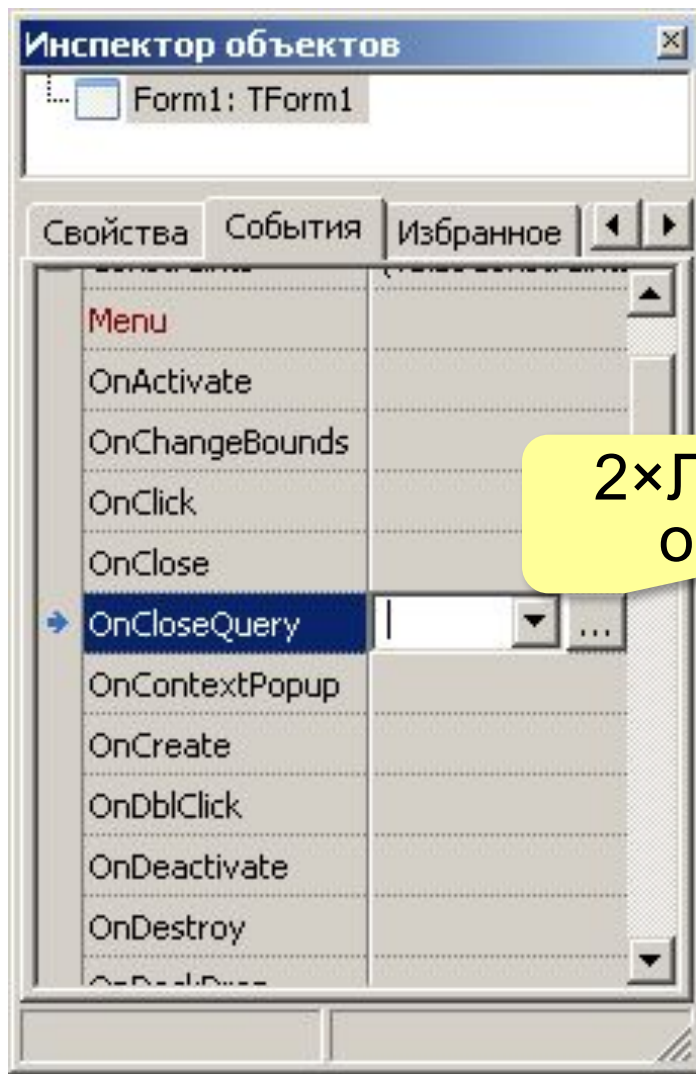 Инспектор объектов
Form1: TForm1
Свойства События Избранное
Menu
OnActivate
OnChangeBounds
OnClick
OnClose
OnCloseQuery ...
OnContextPopup
OnCreate
OnDblClick
OnDeactivate
OnDestroy